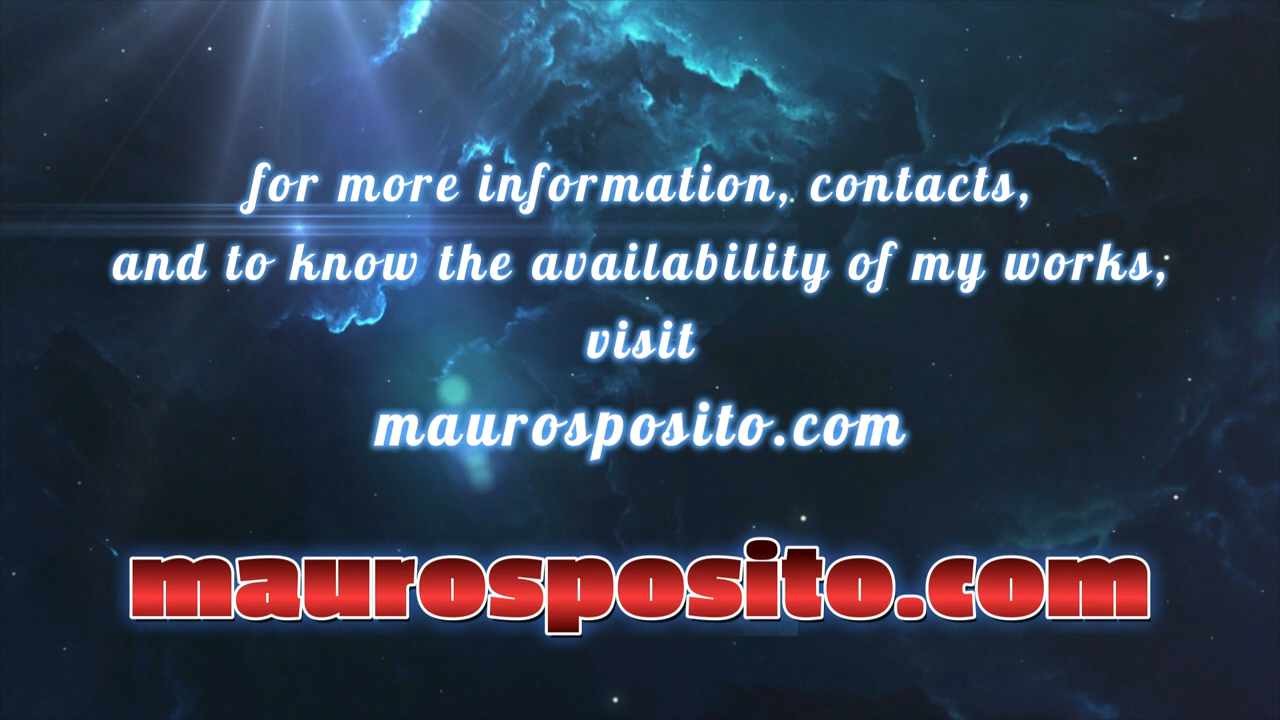 for more information, contacts,
and to know the availability of my works,
visit
maurosposito.com
maurosposito.com